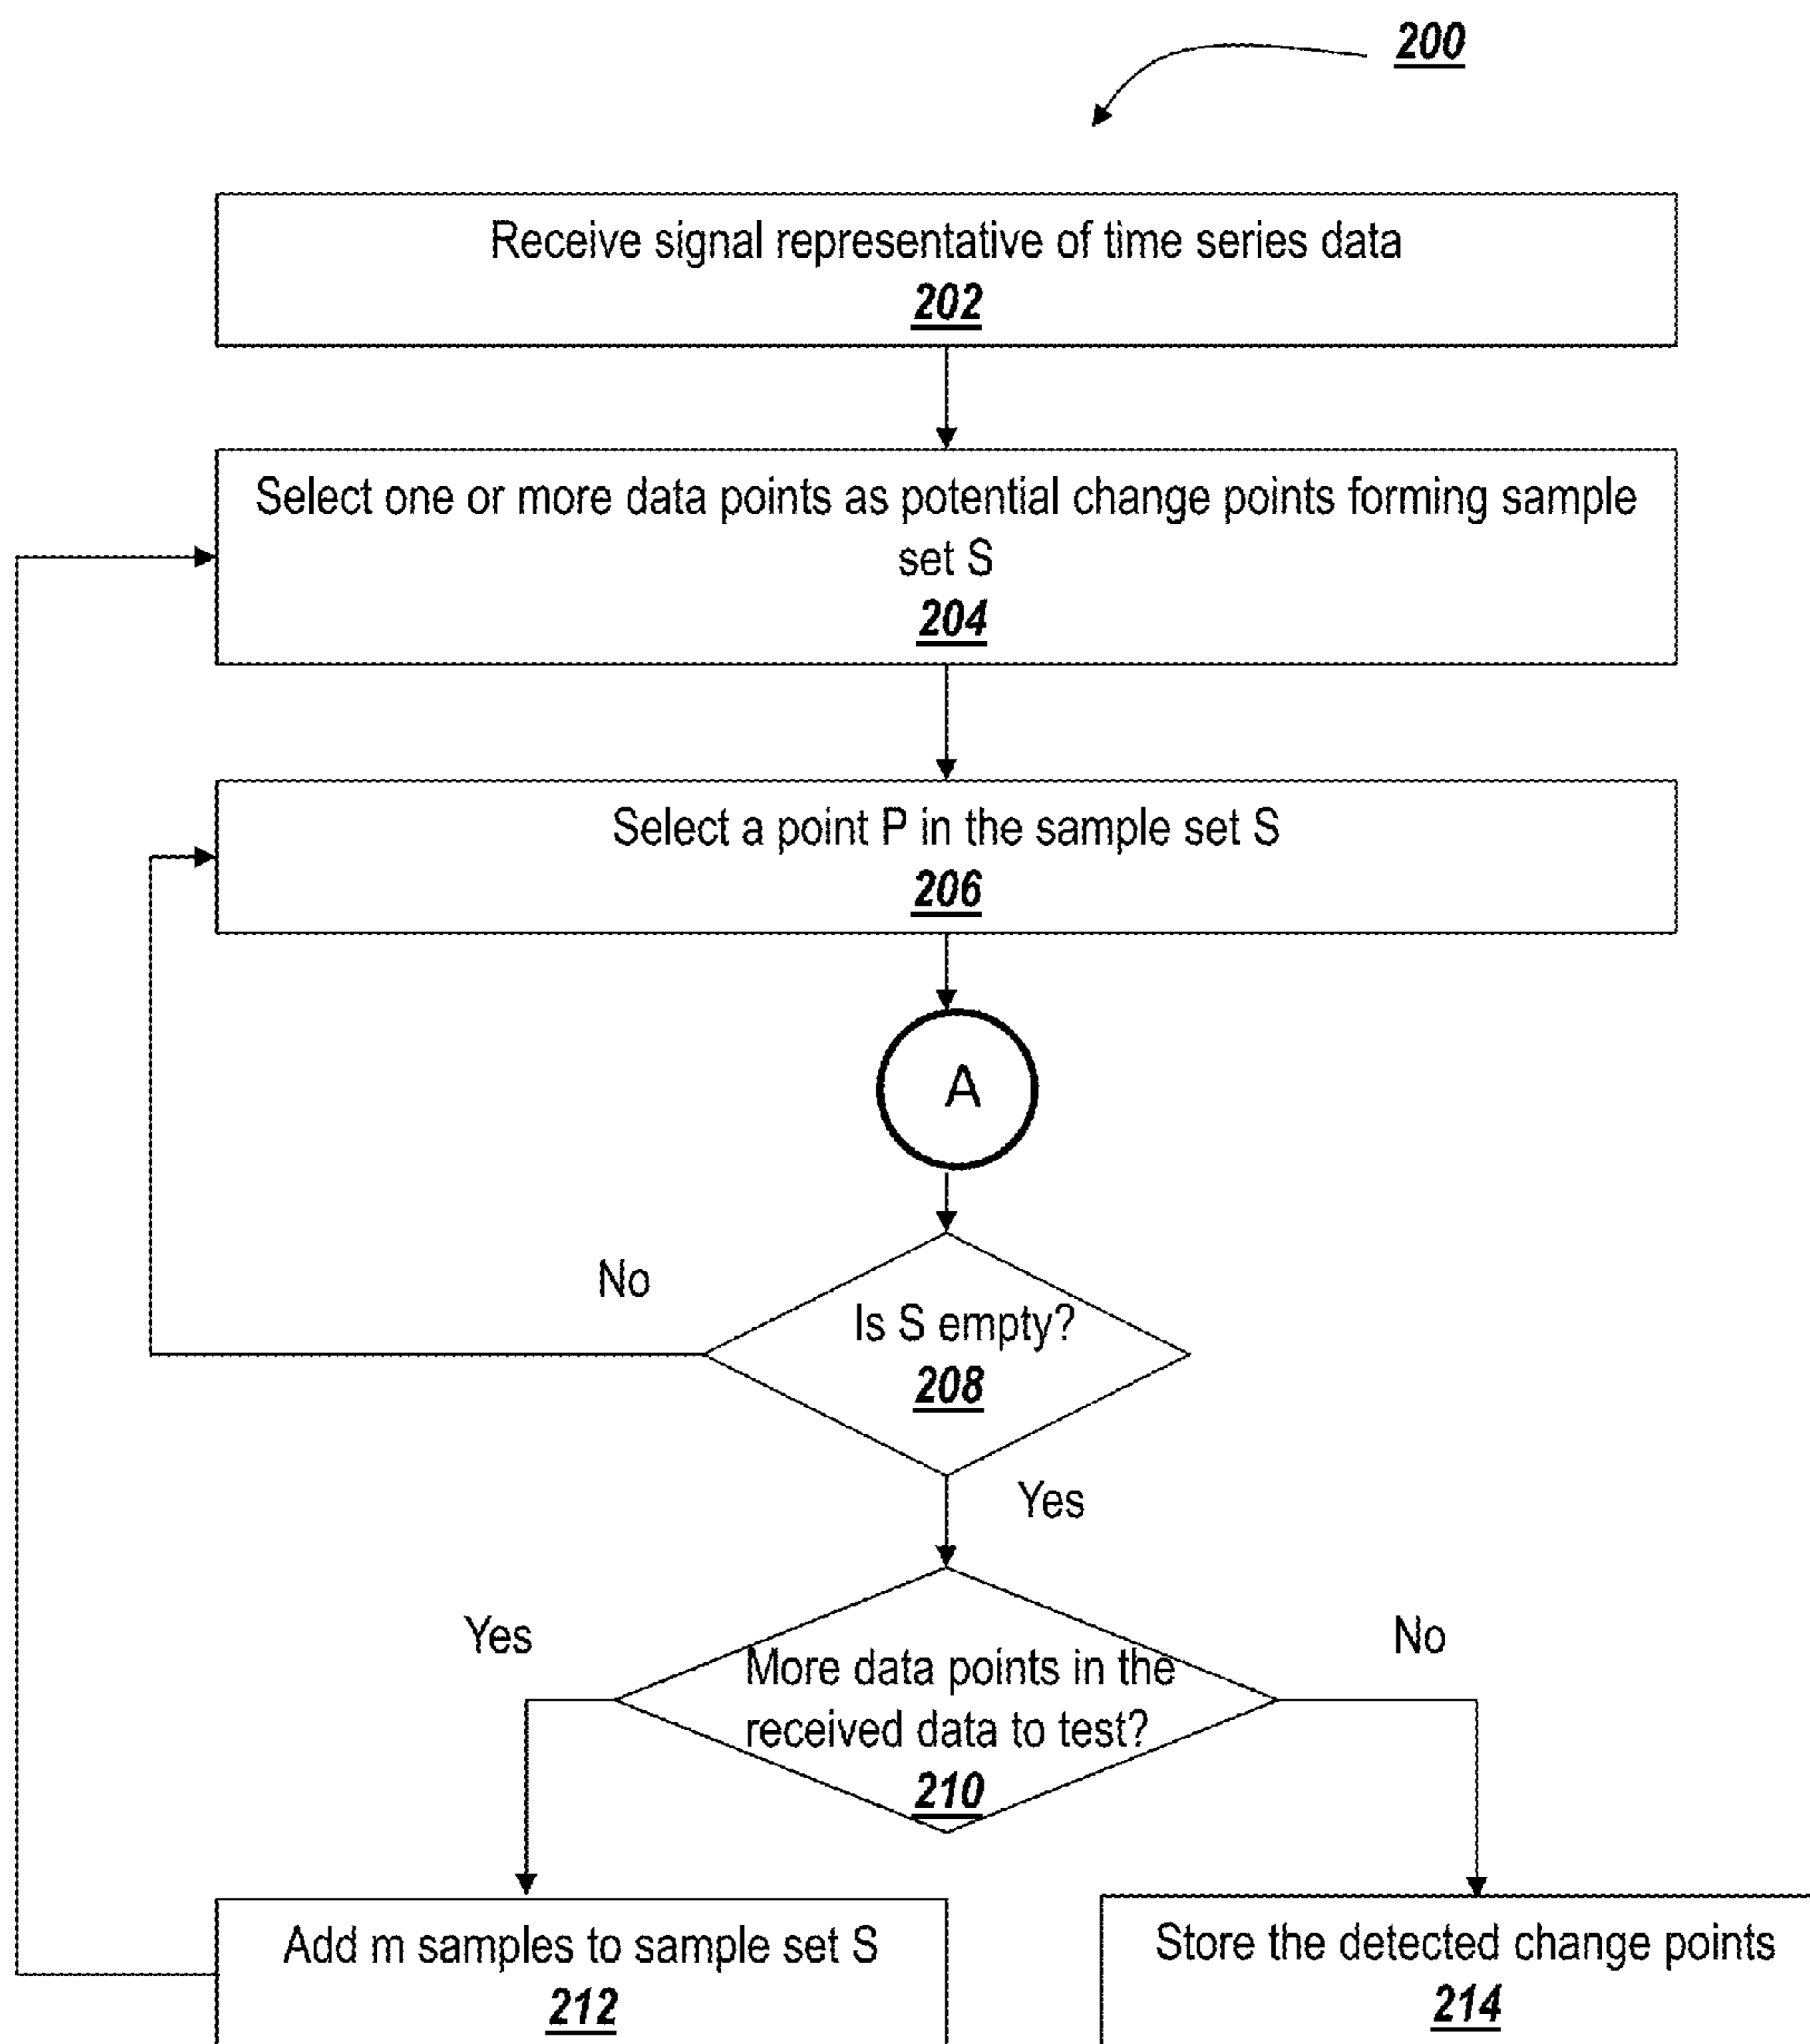 200
Receive signal representative of time series data
202
Select one or more data points as potential change points forming sample
set S
204
Select a point P in the sample set S
206
A
No
Is S empty?
208
Yes
Yes
No
More data points in the
received data to test?
210
Add m samples to sample set S
212
Store the detected change points
214